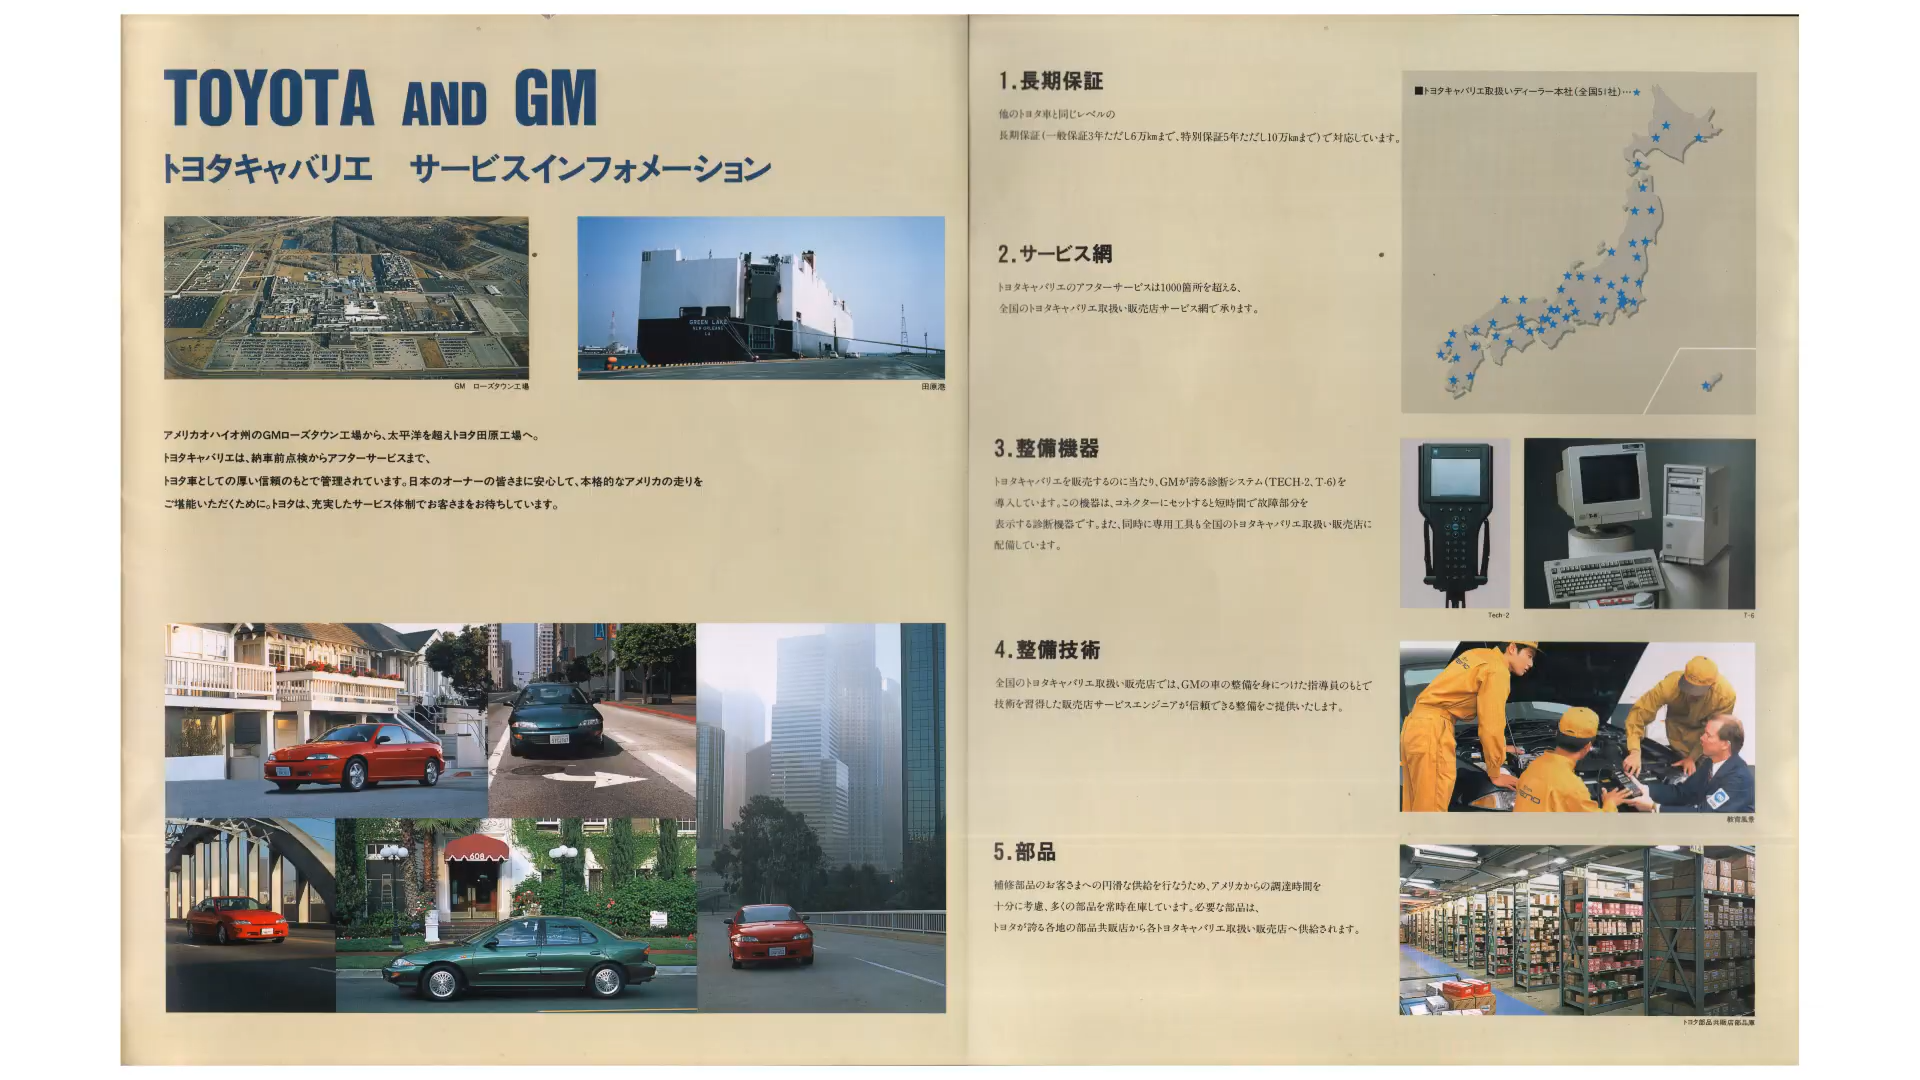 TOYOTA AND GM
トヨタキャバリエ サービスインフォメーション
GREEN LAKE
NEW ORLEANS
LA
GM ローズタウン工場
田原港
アメリカオハイオ州のGMローズタウン工場から、太平洋を超えトヨタ田原工場へ。
トヨタキャバリエは、納車前点検からアフターサービスまで、
トヨタ車としての厚い信頼のもとで管理されています。日本のオーナーの皆さまに安心して、本格的なアメリカの走りを
ご堪能いただくために。トヨタは、充実したサービス体制でお客さまをお待ちしています。
608
1.長期保証
他のトヨタ車と同じレベルの
長期保証(一般保証3年ただし6万kmまで、特別保証5年ただし10万kmまで)で対応しています。
■トヨタキャバリエ取扱いディーラー本社(全国51社)…★
2.サービス網
トヨタキャバリエのアフターサービスは1000箇所を超える、
全国のトヨタキャバリエ取扱い販売店サービス網で承ります。
3.整備機器
トヨタキャバリエを販売するのに当たり、GMが誇る診断システム(TECH-2、T-6)を
導入しています。この機器は、コネクターにセットすると短時間で故障部分を
表示する診断機器です。また、同時に専用工具も全国のトヨタキャバリエ取扱い販売店に
配備しています。
Tech-2
T-6
4.整備技術
全国のトヨタキャバリエ取扱い販売店では、GMの車の整備を身につけた指導員のもとで
技術を習得した販売店サービスエンジニアが信頼できる整備をご提供いたします。
教育風景
5.部品
補修部品のお客さまへの円滑な供給を行なうため、アメリカからの調達時間を
十分に考慮、多くの部品を常時在庫しています。必要な部品は、
トヨタが誇る各地の部品共販店から各トヨタキャバリエ取扱い販売店へ供給されます。
トヨタ部品共販店部品庫